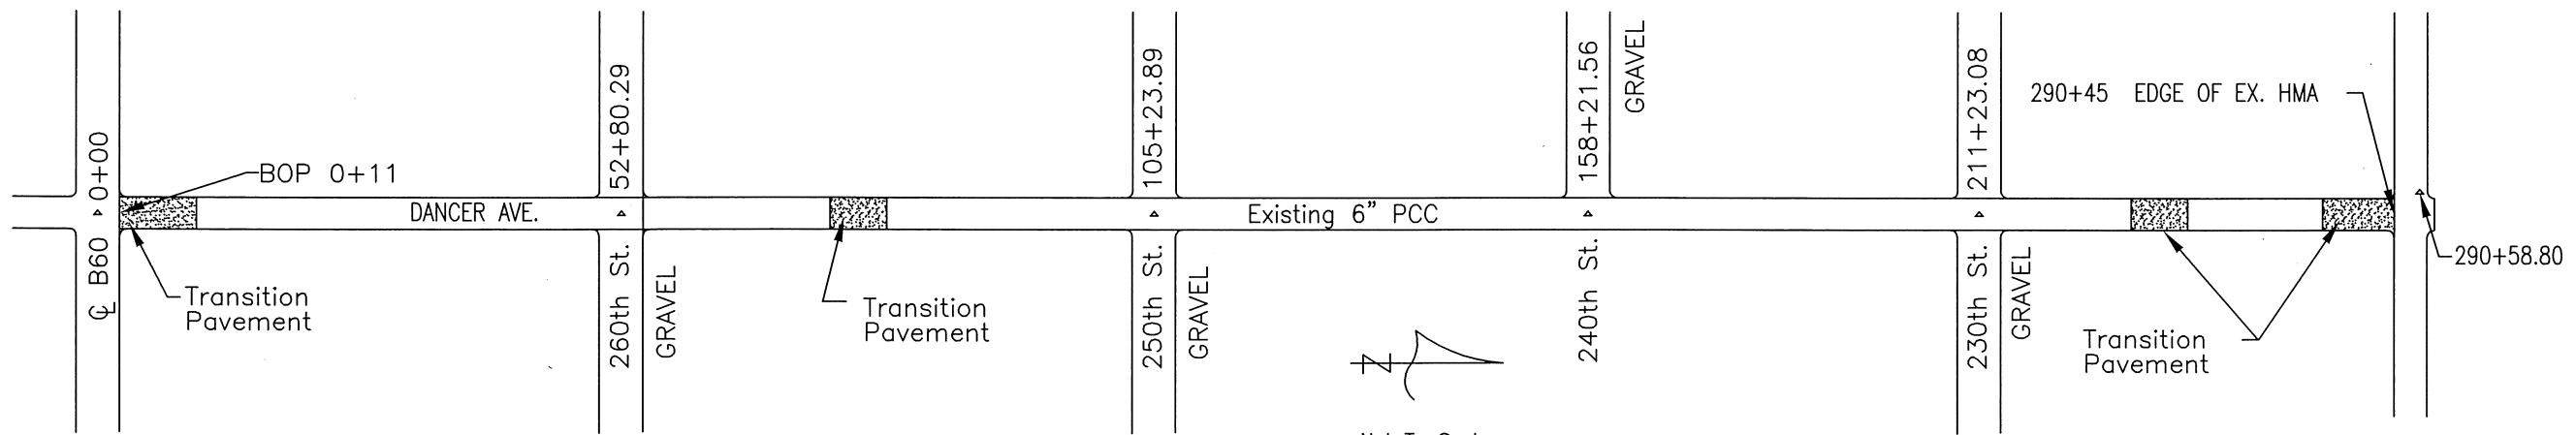 ℄ B60 0+00
BOP 0+11
Transition
Pavement
DANCER AVE.
260th St. 52+80.29
GRAVEL
Transition
Pavement
250th St. 105+23.89
GRAVEL
Existing 6" PCC
N
240th St. 158+21.56
GRAVEL
230th St. 211+23.08
GRAVEL
290+45 EDGE OF EX. HMA
Transition
Pavement
290+58.80